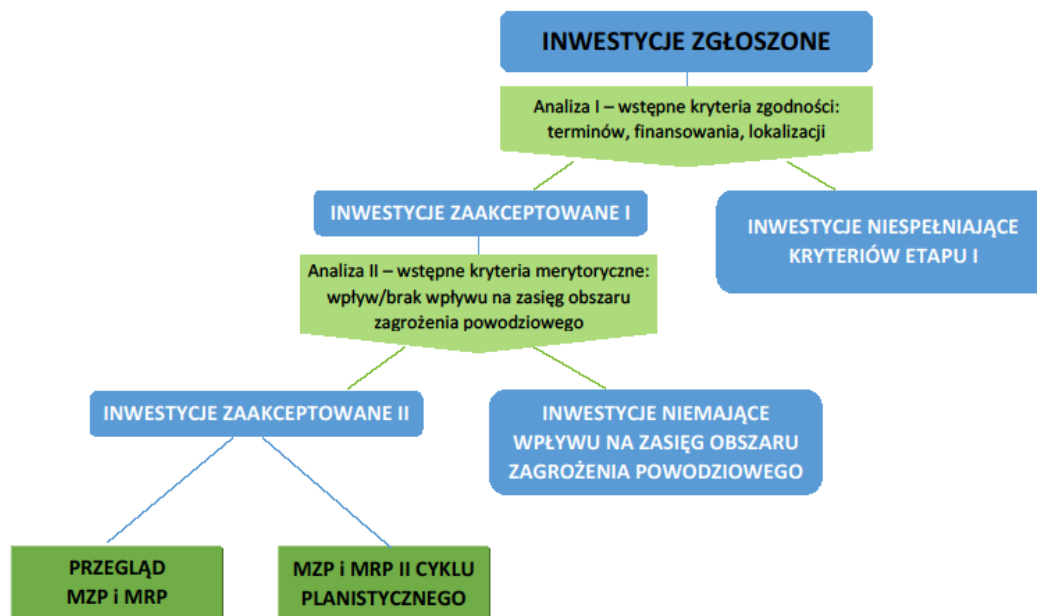 INWESTYCJE ZGŁOSZONE
Analiza I – wstępne kryteria zgodności:
terminów, finansowania, lokalizacji
INWESTYCJE ZAAKCEPTOWANE I
INWESTYCJE NIESPEŁNIAJĄCE
KRYTERIÓW ETAPU I
Analiza II – wstępne kryteria merytoryczne:
wpływ/brak wpływu na zasięg obszaru
zagrożenia powodziowego
INWESTYCJE ZAAKCEPTOWANE II
INWESTYCJE NIEMAJĄCE
WPŁYWU NA ZASIĘG OBSZARU
ZAGROŻENIA POWODZIOWEGO
PRZEGLĄD
MZP i MRP
MZP i MRP II CYKLU
PLANISTYCZNEGO